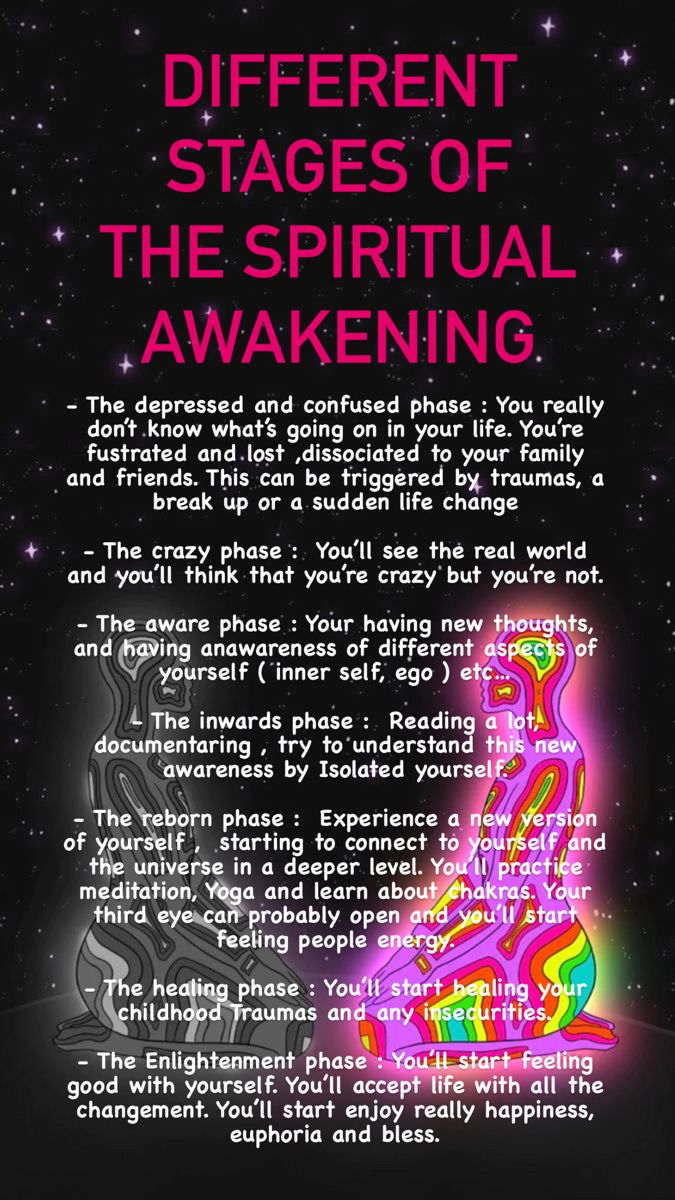 DIFFERENT
STAGES OF
THE SPIRITUAL
AWAKENING
- The depressed and confused phase : You really
don't know what's going on in your life. You're
fustrated and lost ,dissociated to your family
and friends. This can be triggered by traumas, a
break up or a sudden life change
- The crazy phase :  You'll see the real world
and you'll think that you're crazy but you're not.
- The aware phase : Your having new thoughts,
and having anawareness of different aspects of
yourself ( inner self, ego ) etc...
- The inwards phase :  Reading a lot,
documentaring , try to understand this new
awareness by Isolated yourself.
- The reborn phase :  Experience a new version
of yourself ,  starting to connect to yourself and
the universe in a deeper level. You'll practice
meditation, Yoga and learn about chakras. Your
third eye can probably open and you'll start
feeling people energy.
- The healing phase : You'll start healing your
childhood Traumas and any insecurities.
- The Enlightenment phase : You'll start feeling
good with yourself. You'll accept life with all the
changement. You'll start enjoy really happiness,
euphoria and bless.